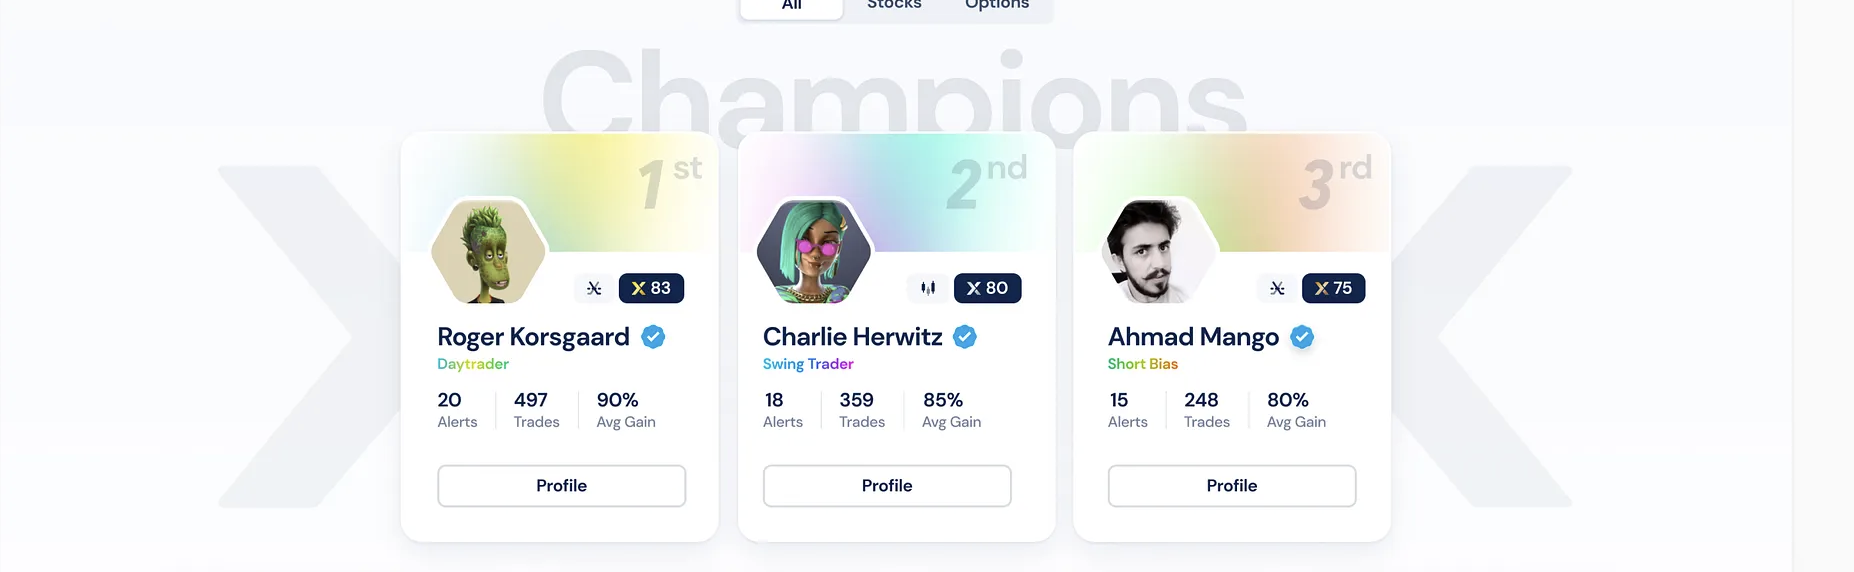 All Stocks Options
Champions
1st
2nd
3rd
X 83
X 80
X 75
Roger Korsgaard
Daytrader
20 497 90%
Alerts Trades Avg Gain
Profile
Charlie Herwitz
Swing Trader
18 359 85%
Alerts Trades Avg Gain
Profile
Ahmad Mango
Short Bias
15 248 80%
Alerts Trades Avg Gain
Profile